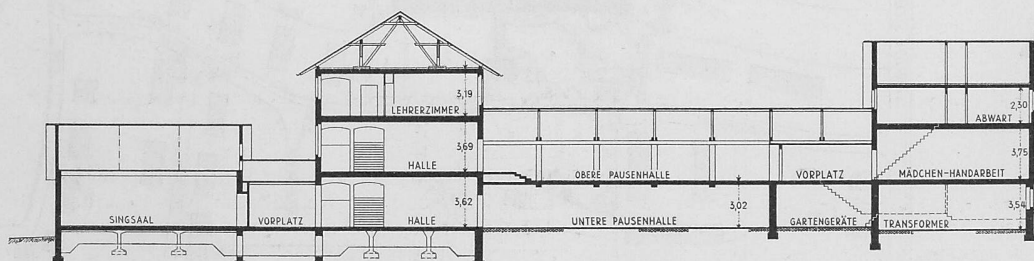 3,19
LEHRERZIMMER
2,30
ABWART
3,69
HALLE
OBERE PAUSENHALLE
VORPLATZ
3,75
MÄDCHEN-HANDARBEIT
SINGSAAL
VORPLATZ
3,62
HALLE
UNTERE PAUSENHALLE
3,02
GARTENGERÄTE
TRANSFORMER
3,54